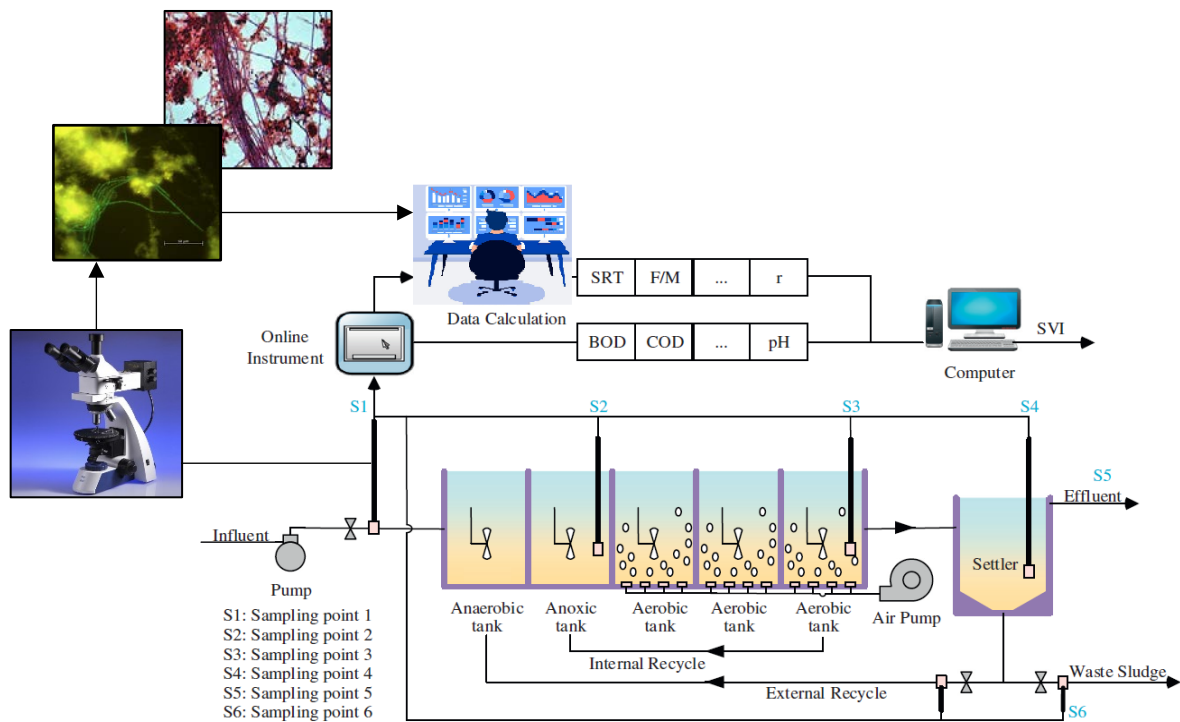 Online
Instrument
Data Calculation
SRT
F/M
...
r
BOD
COD
...
pH
SVI
Computer
S1
S2
S3
S4
S5
Effluent
Influent
Pump
Settler
Anaerobic
tank
Anoxic
tank
Aerobic
tank
Aerobic
tank
Aerobic
tank
Air Pump
Internal Recycle
External Recycle
Waste Sludge
S6
S1: Sampling point 1
S2: Sampling point 2
S3: Sampling point 3
S4: Sampling point 4
S5: Sampling point 5
S6: Sampling point 6